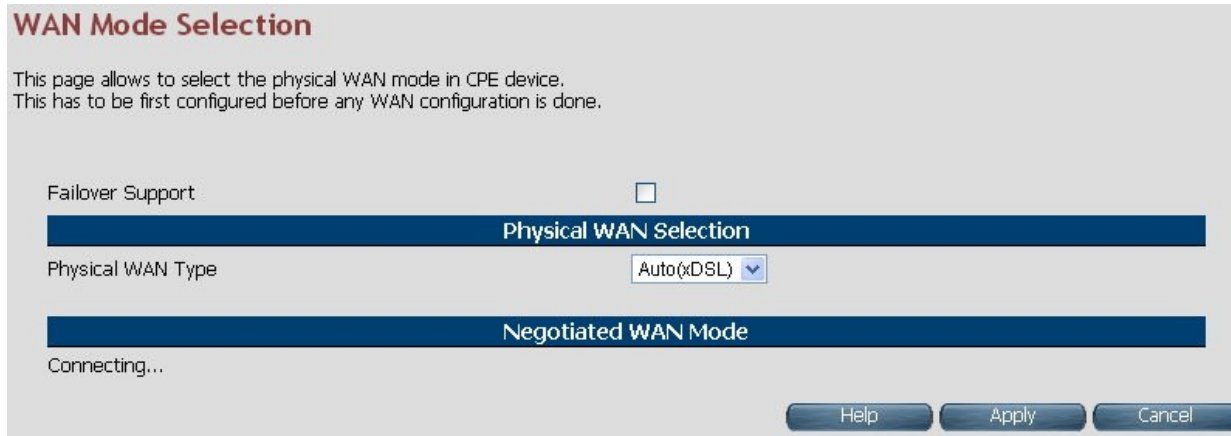 WAN Mode Selection
This page allows to select the physical WAN mode in CPE device.
This has to be first configured before any WAN configuration is done.
Failover Support
Physical WAN Selection
Physical WAN Type Auto(xDSL)
Negotiated WAN Mode
Connecting...
Help Apply Cancel